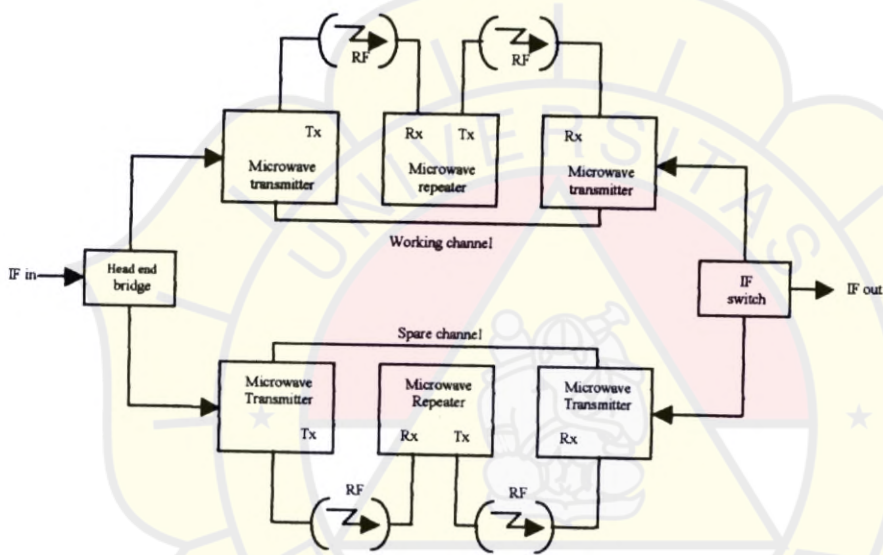 RF
RF
Tx
Microwave
transmitter
Rx Tx
Microwave
repeater
Rx
Microwave
transmitter
Working channel
IF in
Head end
bridge
IF
switch
IF out
Spare channel
Microwave
Transmitter
Tx
Microwave
Repeater
Rx Tx
Microwave
Transmitter
Rx
RF
RF
UNIVERSITAS